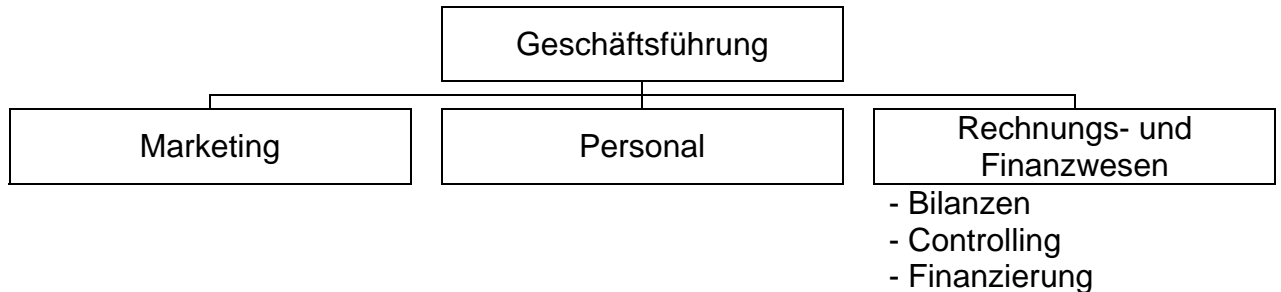 Geschäftsführung
Marketing
Personal
Rechnungs- und
Finanzwesen
- Bilanzen
- Controlling
- Finanzierung